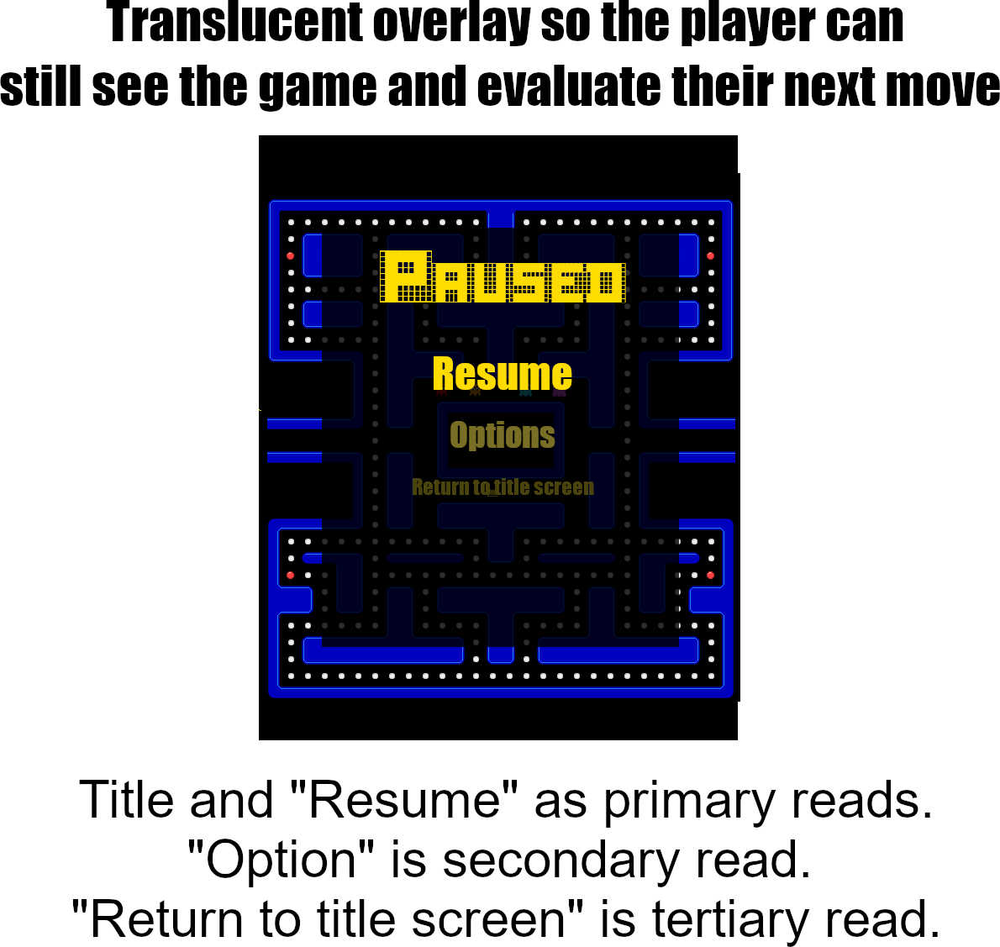 Translucent overlay so the player can
still see the game and evaluate their next move
Paused
Resume
Options
Return to title screen
Title and "Resume" as primary reads.
"Option" is secondary read.
"Return to title screen" is tertiary read.